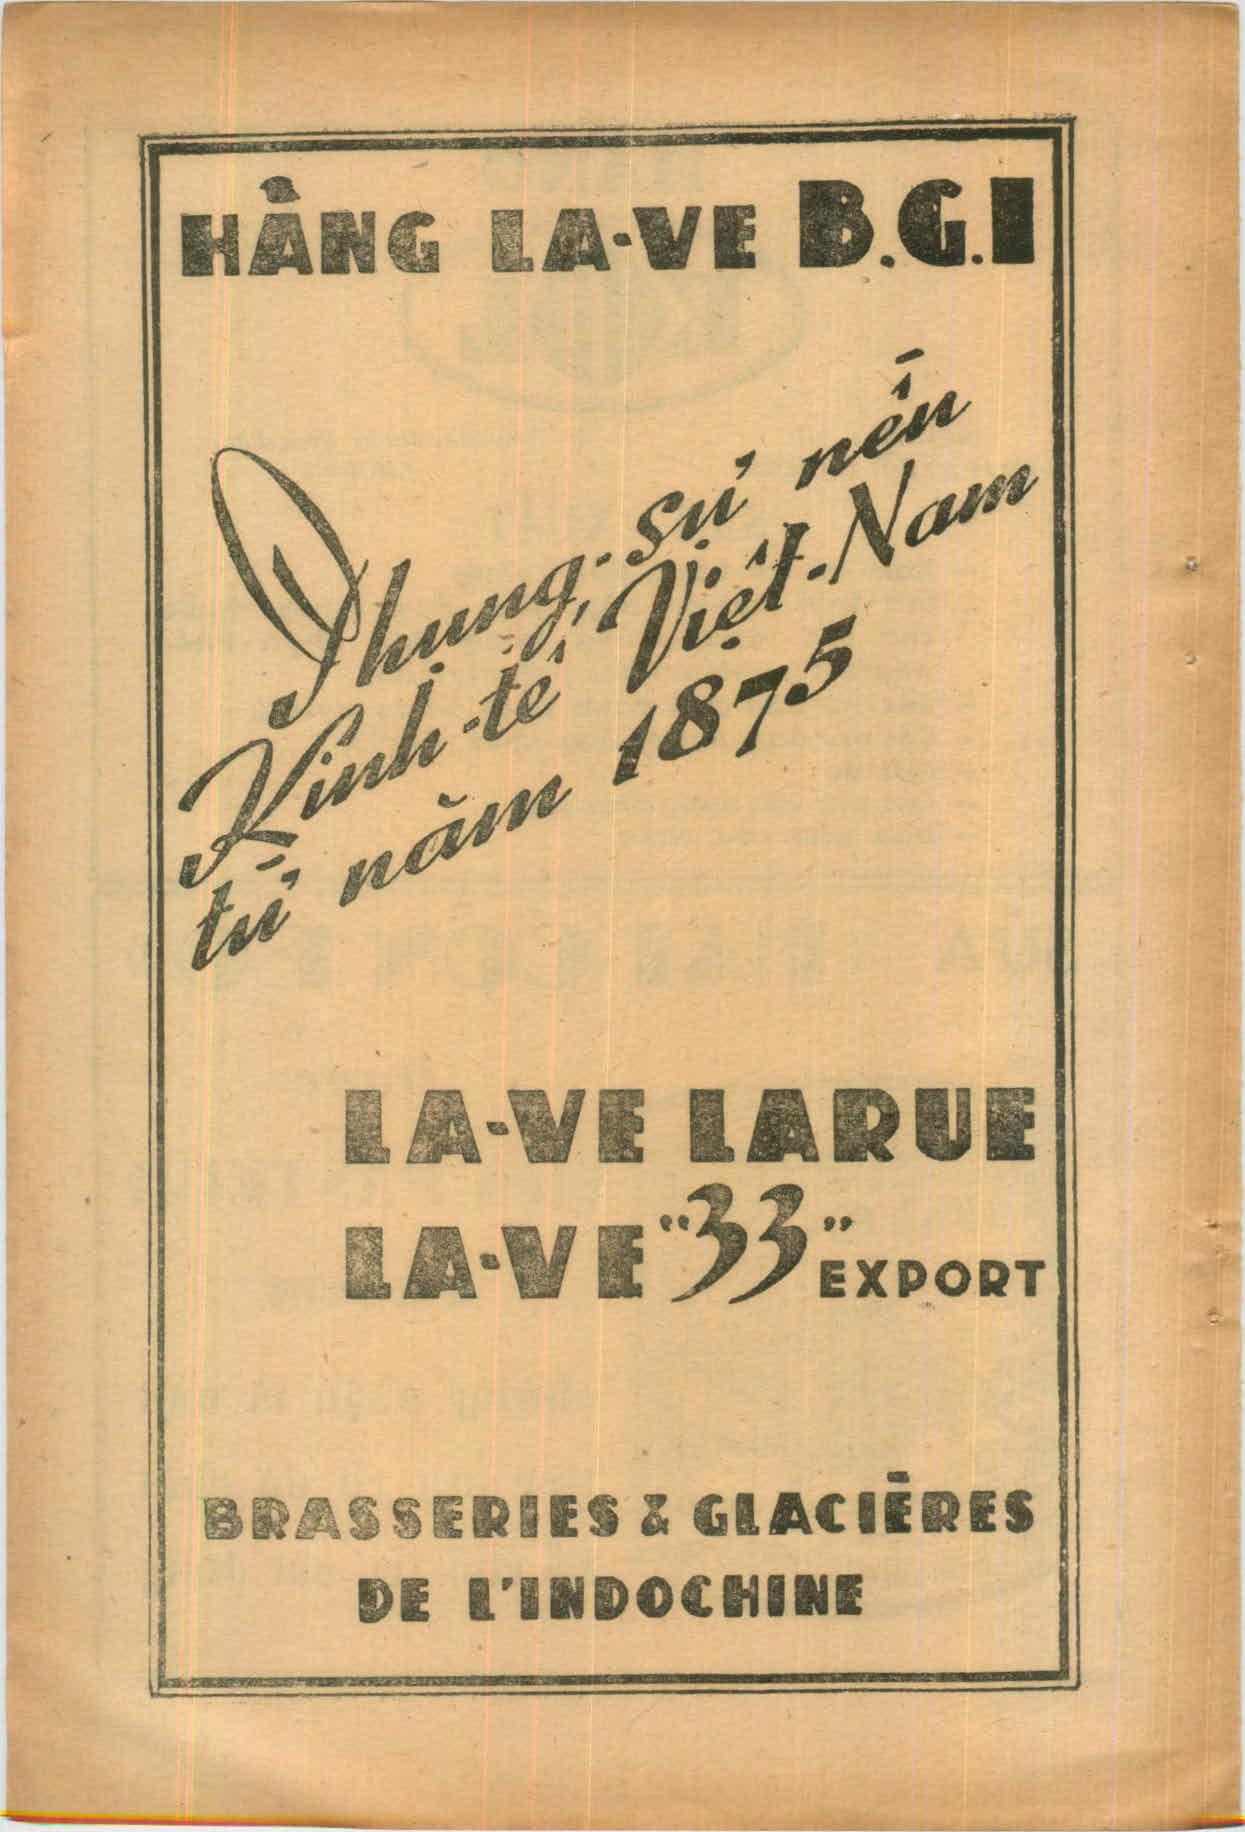 HÃNG LA-VE B.G.I
Phụng-sự nền
Kinh-tế Việt-Nam
từ năm 1875
LA-VE LARUE
LA-VE "33" EXPORT
BRASSERIES & GLACIÈRES
DE L'INDOCHINE